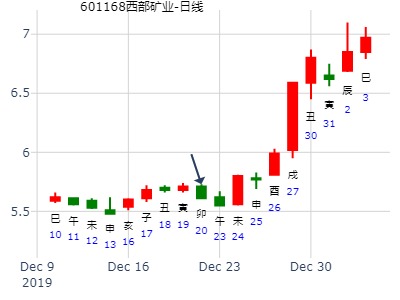 601168西部矿业-日线
7
6.5
6
5.5
巳 午 未 申 亥 子 丑 寅 卯 午 未 申 酉 戌 丑 寅 辰 巳
10 11 12 13 16 17 18 19 20 23 24 25 26 27 30 31 2 3
Dec 9 Dec 16 Dec 23 Dec 30
2019